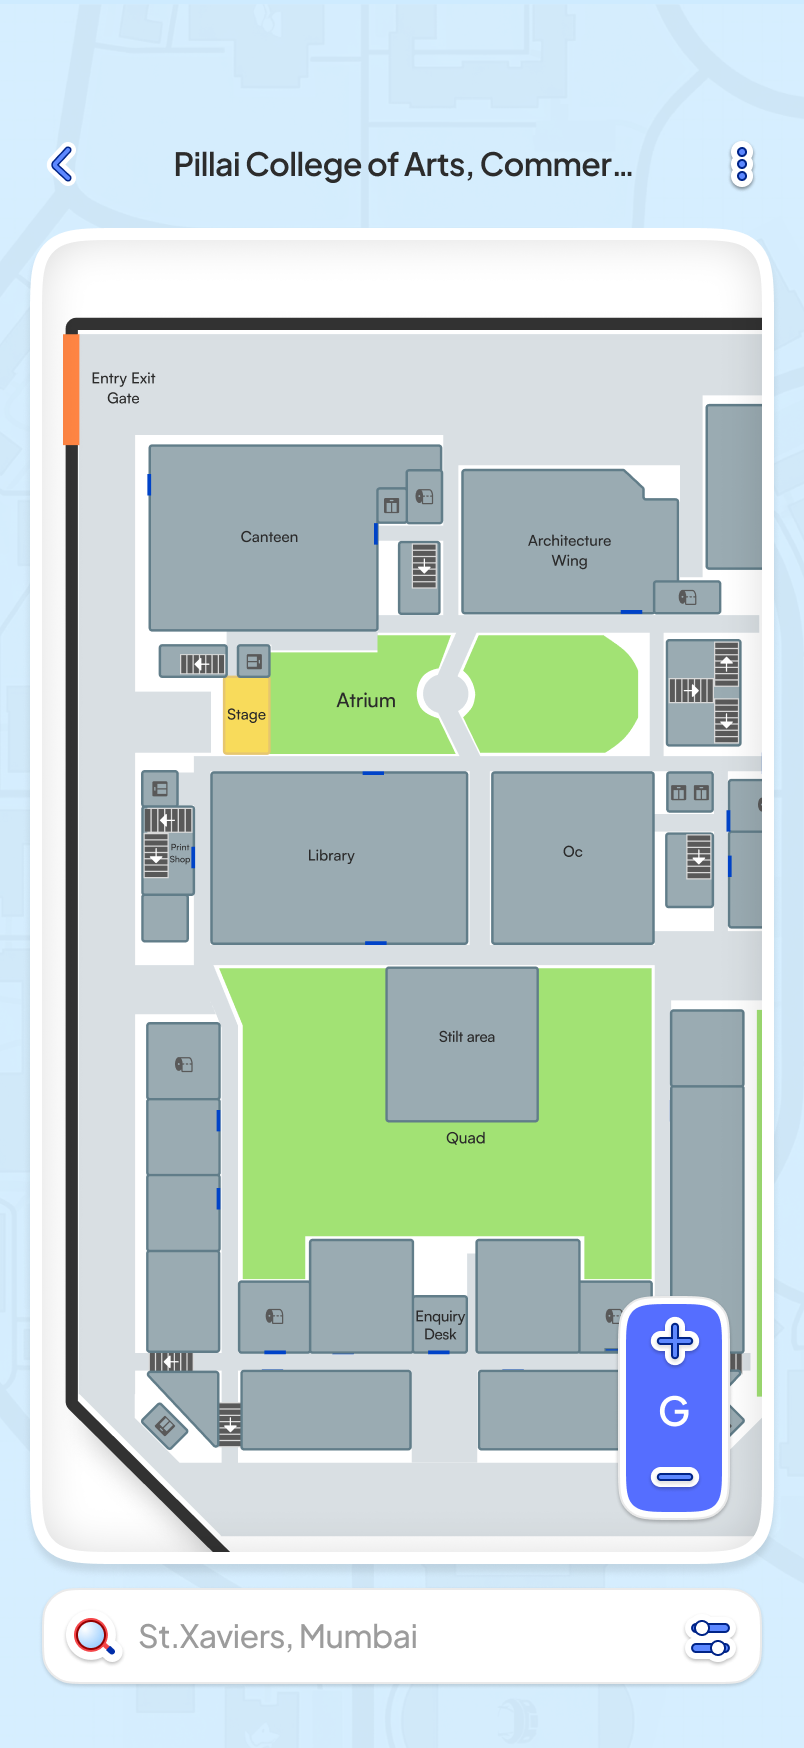 Pillai College of Arts, Commer...
Entry Exit
Gate
Canteen
Architecture
Wing
Stage
Atrium
Print
Shop
Library
Oc
Stilt area
Quad
Enquiry
Desk
G
St.Xaviers, Mumbai